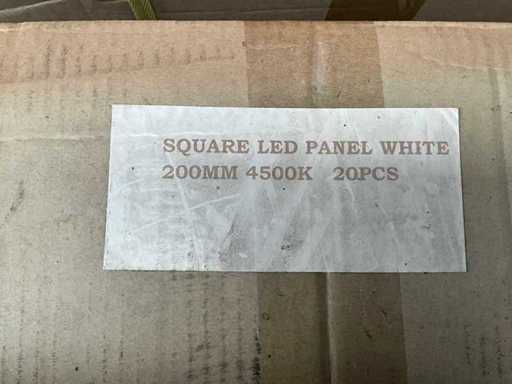 SQUARE LED PANEL WHITE
200MM 4500K 20PCS